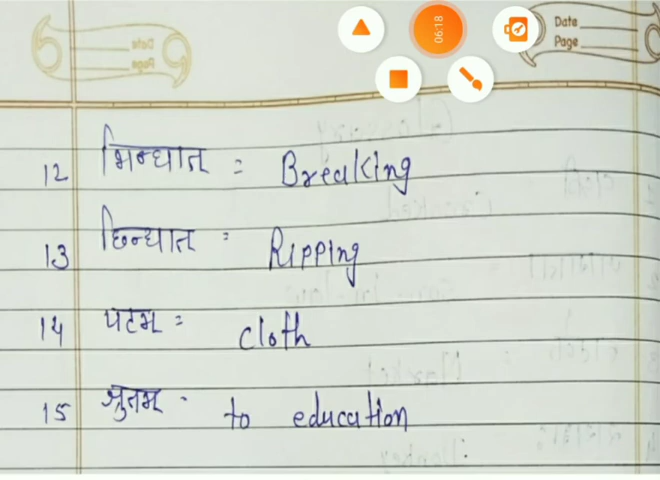 06:18
Date
Page
12 भिन्धात् = Breaking
13 छिन्धात् = Ripping
14 पटम = cloth
15 श्रुतम् - to education